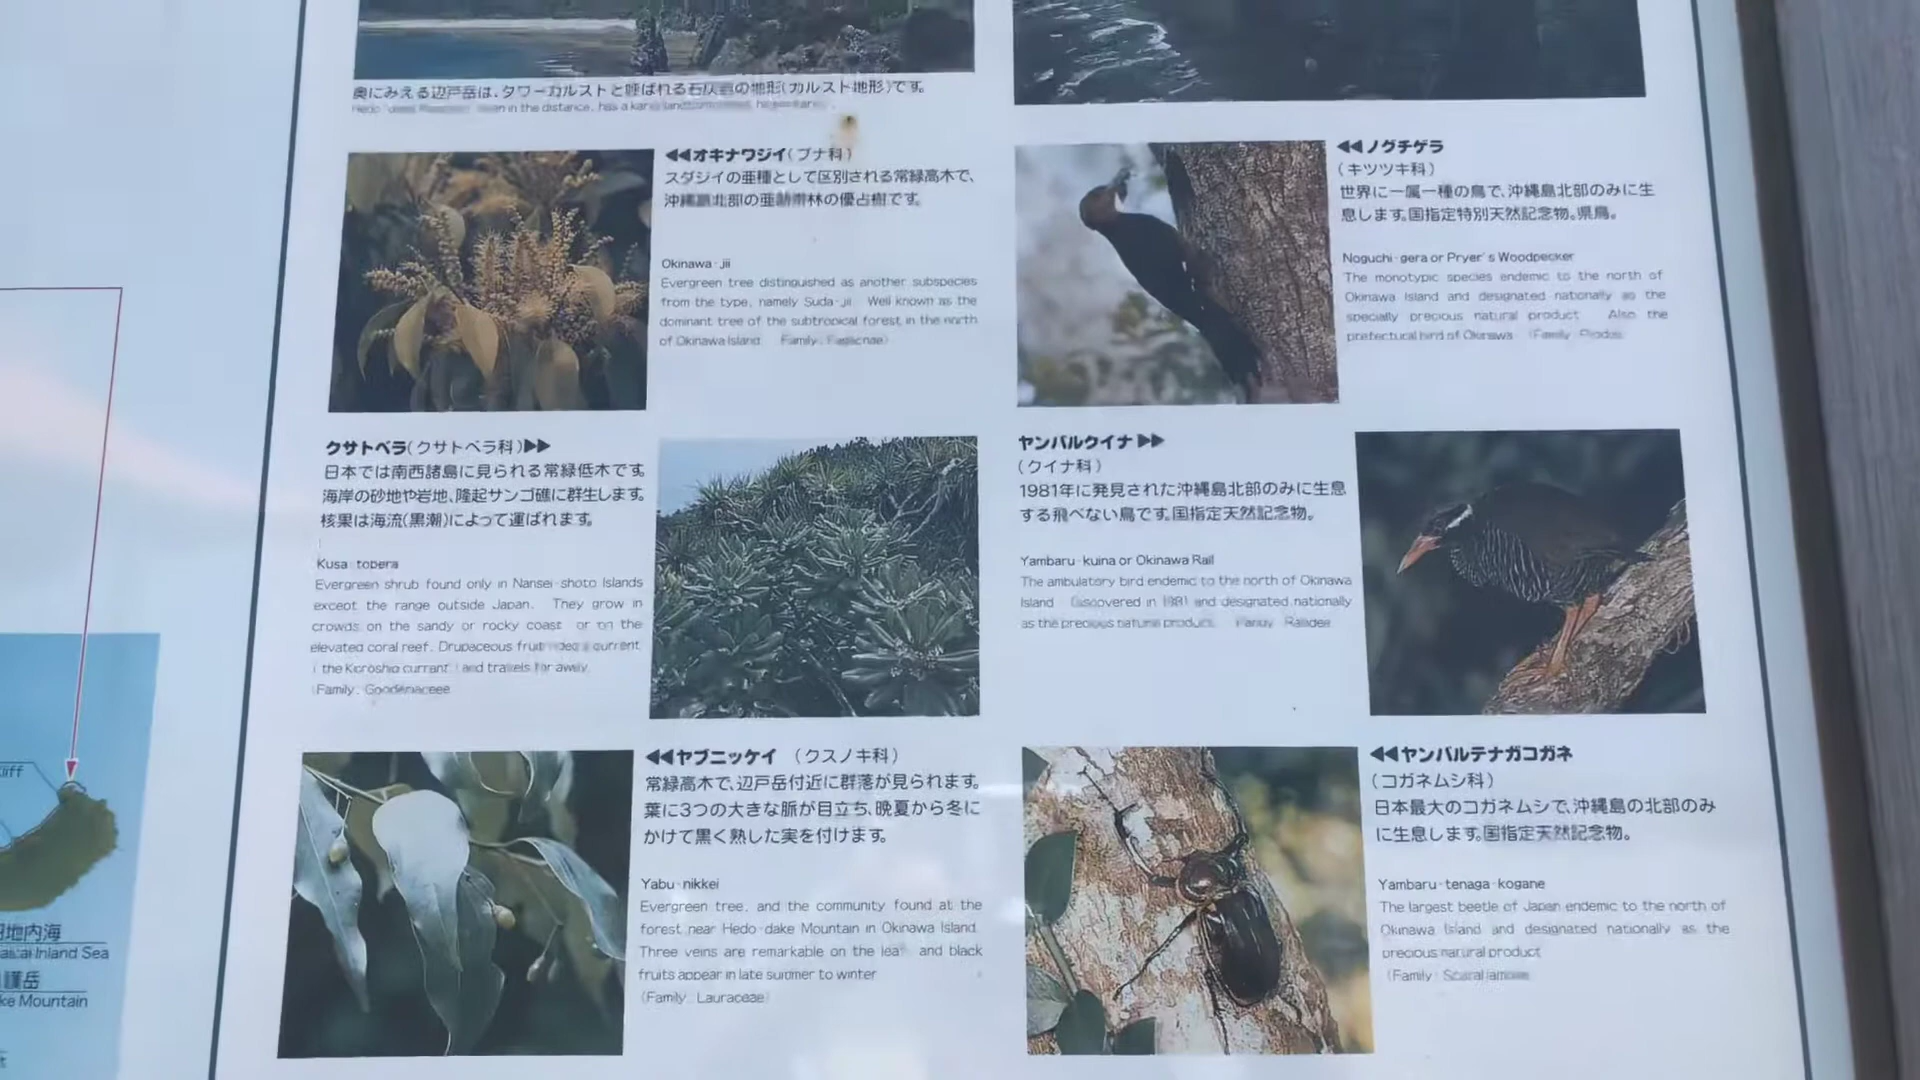 奥にみえる辺戸岳は、タワーカルストと呼ばれる石灰岩の地形(カルスト地形)です。
in the distance, has a
◀◀オキナワジイ(ブナ科)
スダジイの亜種として区別される常緑高木で、
沖縄島北部の亜熱帯林の優占樹です。
Okinawa-jii
Evergreen tree distinguished as another subspecies
from the type, namely Suda-jii. Well known as the
dominant tree of the subtropical forest in the north
of Okinawa Island. (Family:
クサトベラ(クサトベラ科)▶▶
日本では南西諸島に見られる常緑低木です。
海岸の砂地や岩地、隆起サンゴ礁に群生します。
核果は海流(黒潮)によって運ばれます。
Kusa-tobera
Evergreen shrub found only in Nansei-shoto Islands
except the range outside Japan. They grow in
crowds on the sandy or rocky coast or on the
elevated coral reef. Drupaceous
the and travels far away.
(Family:
◀◀ヤブニッケイ (クスノキ科)
常緑高木で、辺戸岳付近に群落が見られます。
葉に3つの大きな脈が目立ち、晩夏から冬に
かけて黒く熟した実を付けます。
Yabu-nikkei
Evergreen tree, and the community found at the
forest near Hedo-dake Mountain in Okinawa Island.
Three veins are remarkable on the leaf and black
fruits appear in late summer to winter
(Family: Lauraceae)
◀◀ノグチゲラ
(キツツキ科)
世界に一属一種の鳥で、沖縄島北部のみに生
息します。国指定特別天然記念物。県鳥。
Noguchi-gera or Pryer's Woodpecker
The monotypic species endemic to the north of
Okinawa Island and designated nationally as the
specially precious natural product. Also the
prefectural bird of Okinawa. (Family:
ヤンバルクイナ▶▶
(クイナ科)
1981年に発見された沖縄島北部のみに生息
する飛べない鳥です。国指定天然記念物。
Yambaru-kuina or Okinawa Rail
The ambulatory bird endemic to the north of Okinawa
Island. Discovered in 1981 and designated nationally
as the precious nature product.
◀◀ヤンバルテナガコガネ
(コガネムシ科)
日本最大のコガネムシで、沖縄島の北部のみ
に生息します。国指定天然記念物。
Yambaru-tenaga-kogane
The largest beetle of Japan endemic to the north of
Okinawa Island and designated nationally as the
precious natural product
(Family:
地内海
Inland Sea
護岳
ke Mountain